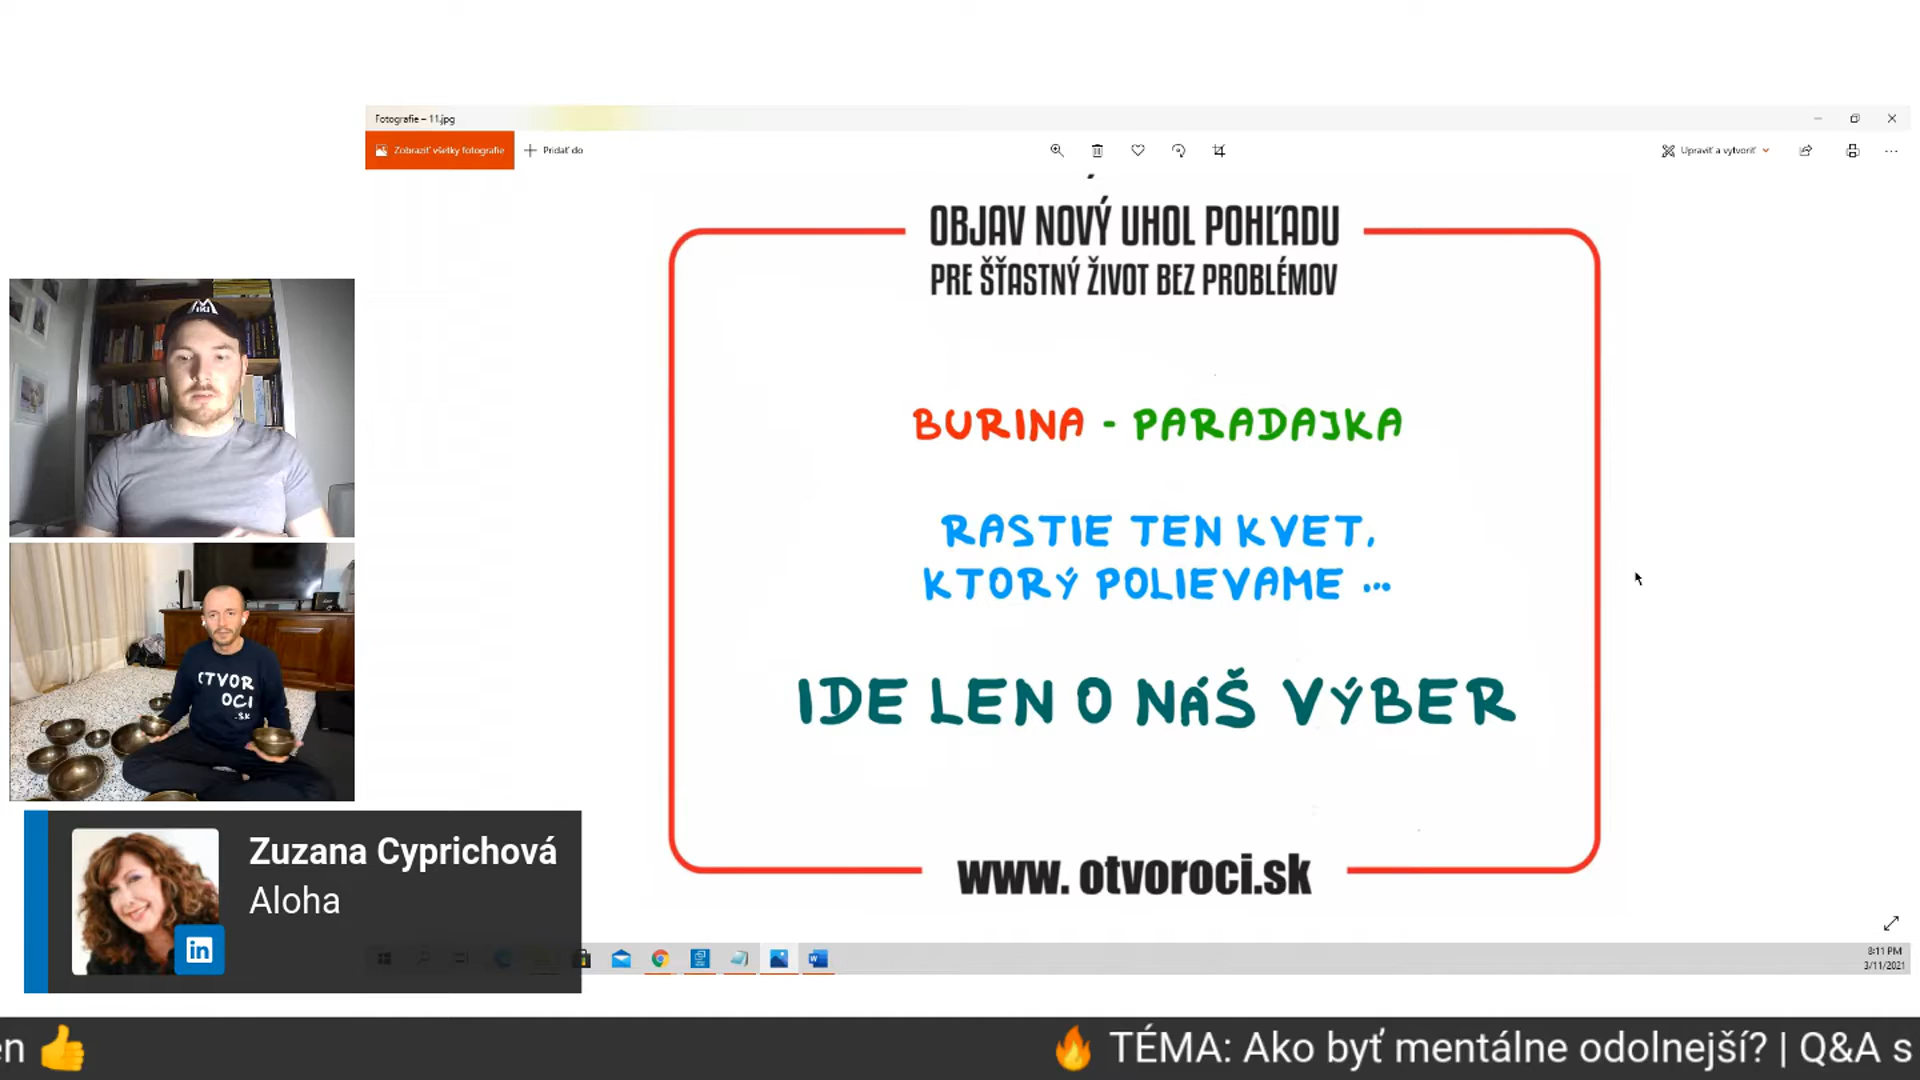 Fotografie – 11.jpg
Zobraziť všetky fotografie
Pridať do
Upraviť a vytvoriť
OBJAV NOVÝ UHOL POHĽADU
PRE ŠŤASTNÝ ŽIVOT BEZ PROBLÉMOV
BURINA - PARADAJKA
RASTIE TEN KVET,
KTORÝ POLIEVAME ...
IDE LEN O NÁŠ VÝBER
www. otvoroci.sk
OCI
.SK
Zuzana Cyprichová
Aloha
in
8:11 PM
3/11/2021
en 👍
🔥 TÉMA: Ako byť mentálne odolnejší? | Q&A s